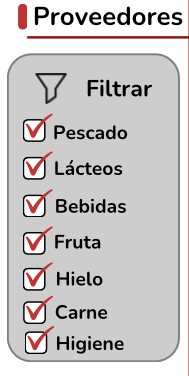 Proveedores
Filtrar
Pescado
Lácteos
Bebidas
Fruta
Hielo
Carne
Higiene